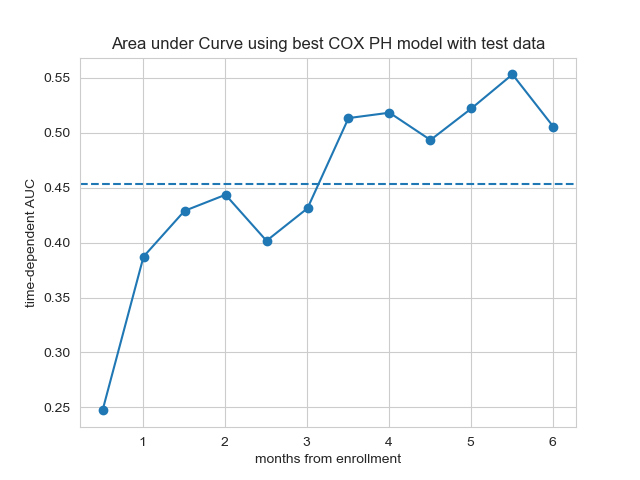 Area under Curve using best COX PH model with test data
0.55
0.50
0.45
0.40
0.35
0.30
0.25
time-dependent AUC
1 2 3 4 5 6
months from enrollment